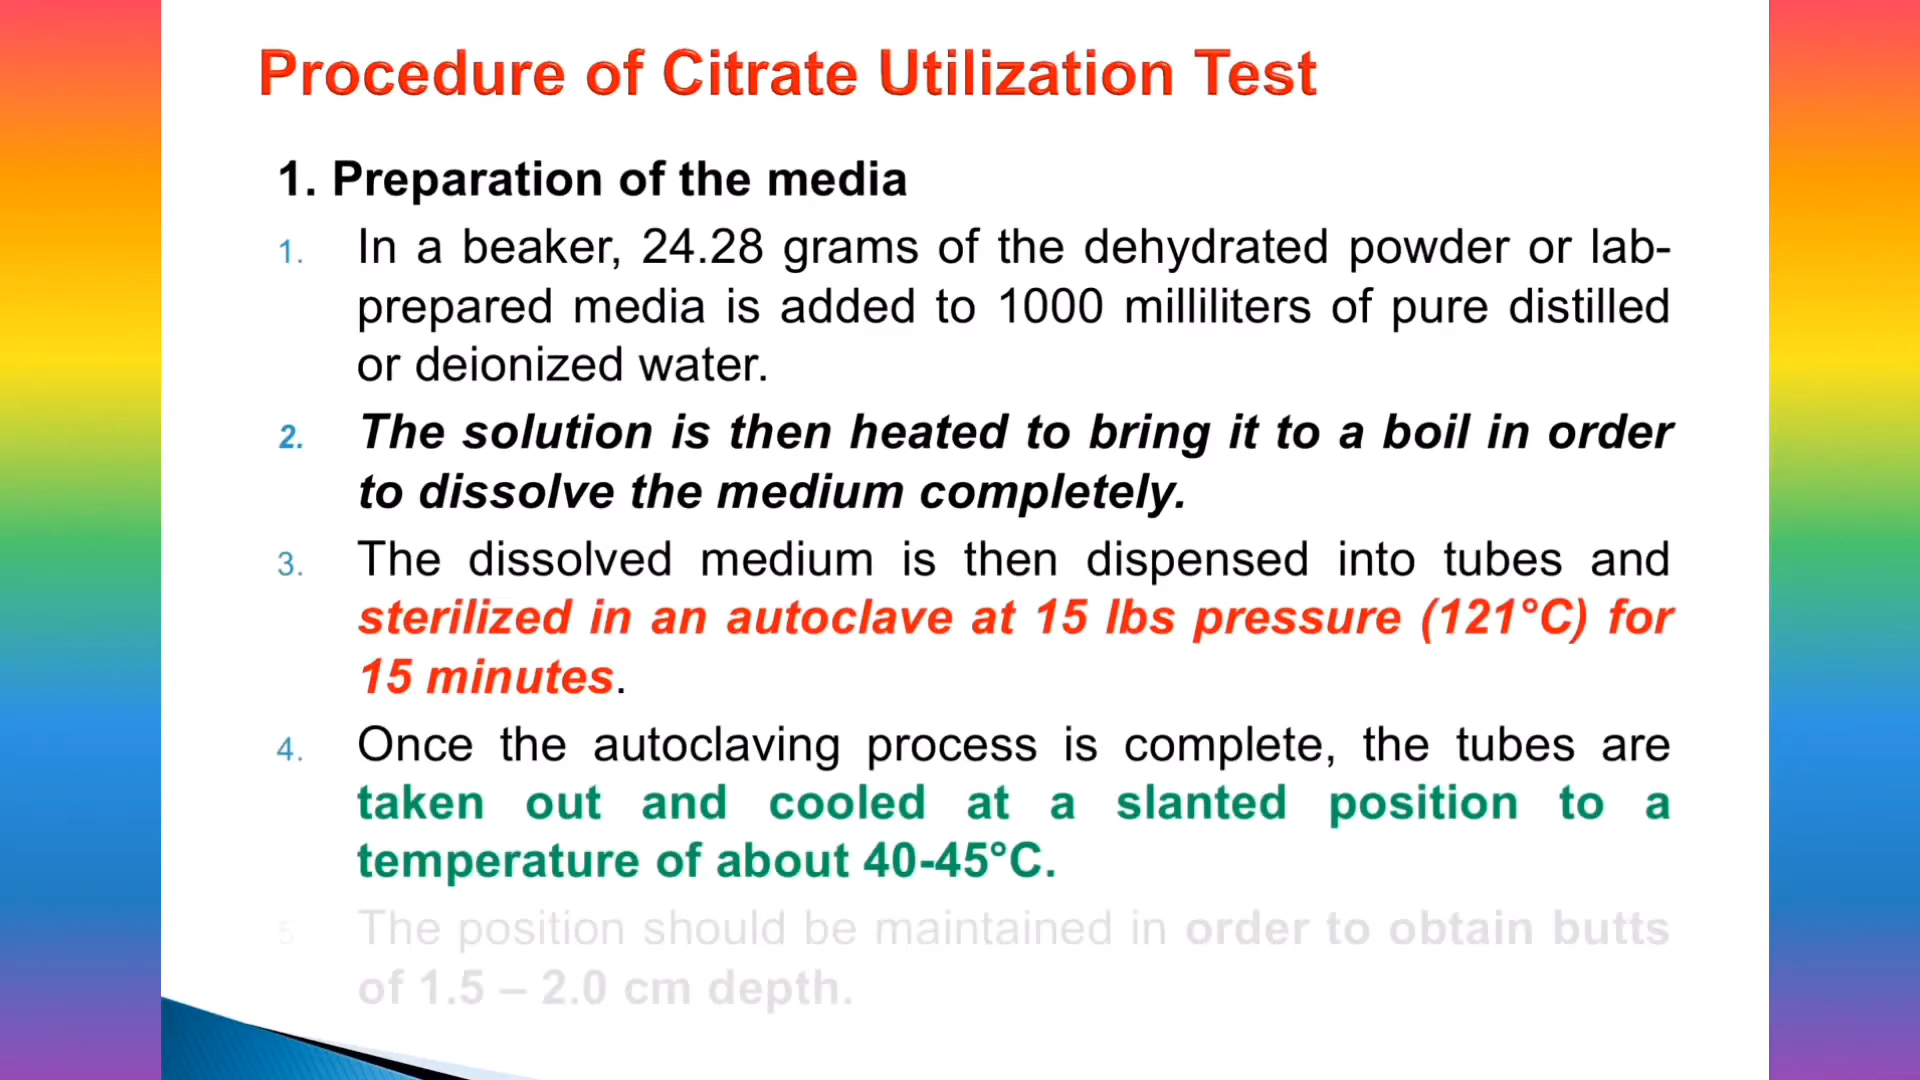 Procedure of Citrate Utilization Test
1. Preparation of the media
1. In a beaker, 24.28 grams of the dehydrated powder or lab-
prepared media is added to 1000 milliliters of pure distilled
or deionized water.
2. The solution is then heated to bring it to a boil in order
to dissolve the medium completely.
3. The dissolved medium is then dispensed into tubes and
sterilized in an autoclave at 15 lbs pressure (121°C) for
15 minutes.
4. Once the autoclaving process is complete, the tubes are
taken out and cooled at a slanted position to a
temperature of about 40-45°C.
5. The position should be maintained in order to obtain butts
of 1.5 – 2.0 cm depth.